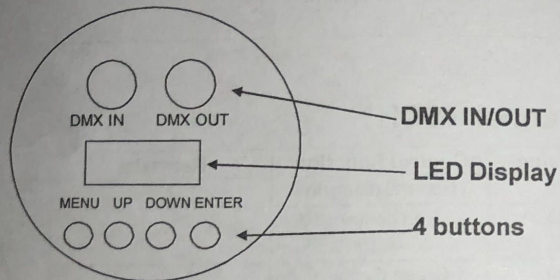 DMX IN DMX OUT
DMX IN/OUT
LED Display
MENU UP DOWN ENTER
4 buttons